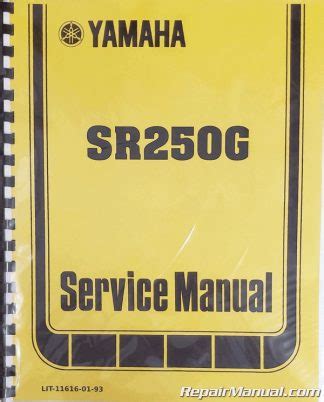 YAMAHA
SR250G
Service Manual
LIT-11616-01-93
RepairManual.com